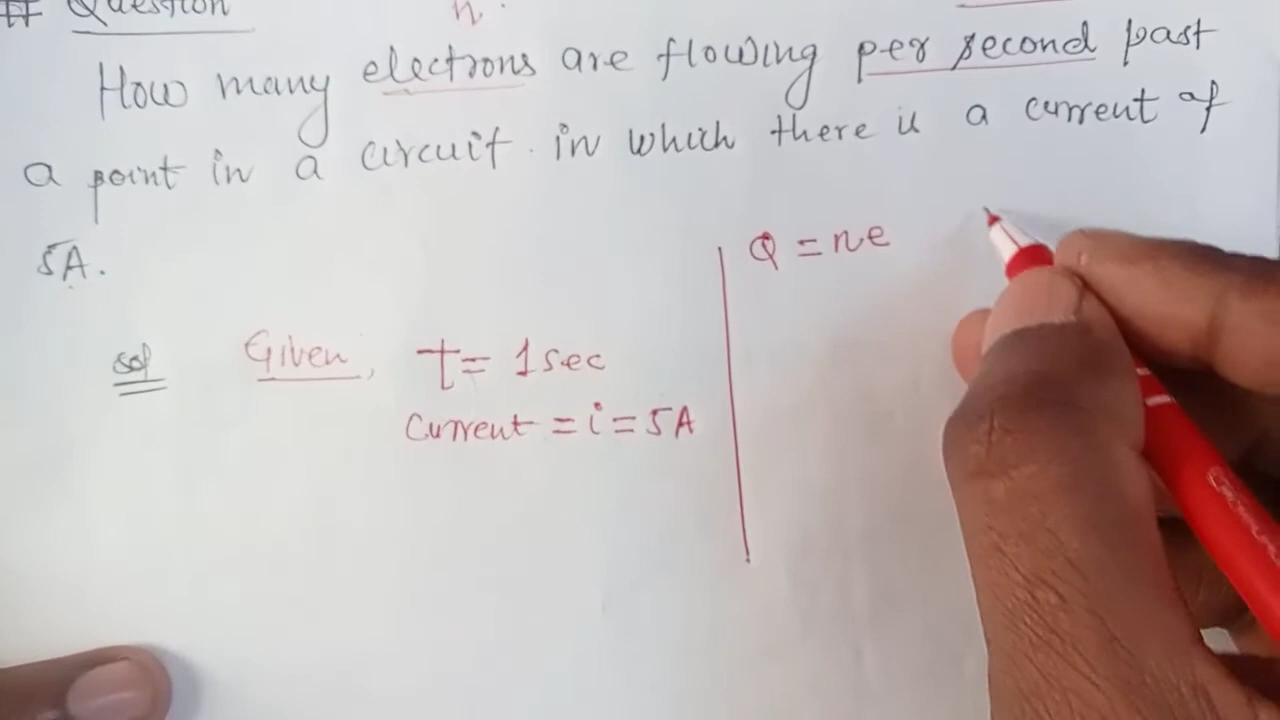 # Question
n.
How many electrons are flowing per second past
a point in a circuit. in which there is a current of
5A.
Q = ne
sol Given, t = 1 sec
Current = i = 5A